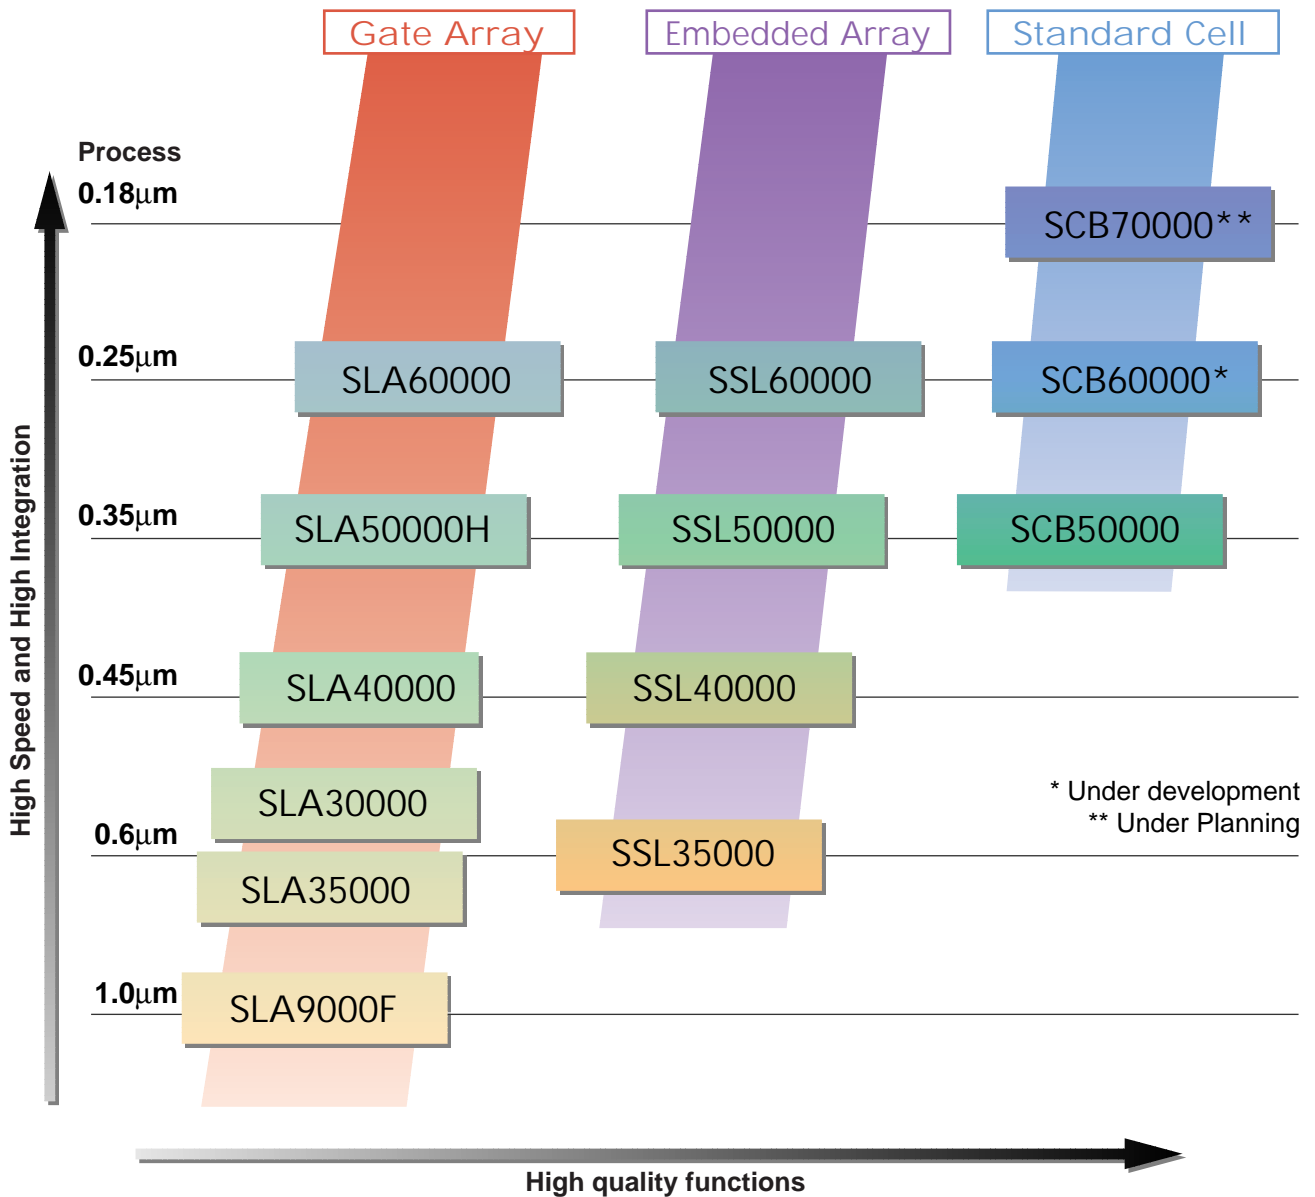 Gate Array
Embedded Array
Standard Cell
Process
0.18μm
SCB70000**
0.25μm
SLA60000
SSL60000
SCB60000*
0.35μm
SLA50000H
SSL50000
SCB50000
0.45μm
SLA40000
SSL40000
SLA30000
* Under development
** Under Planning
0.6μm
SSL35000
SLA35000
1.0μm
SLA9000F
High Speed and High Integration
High quality functions